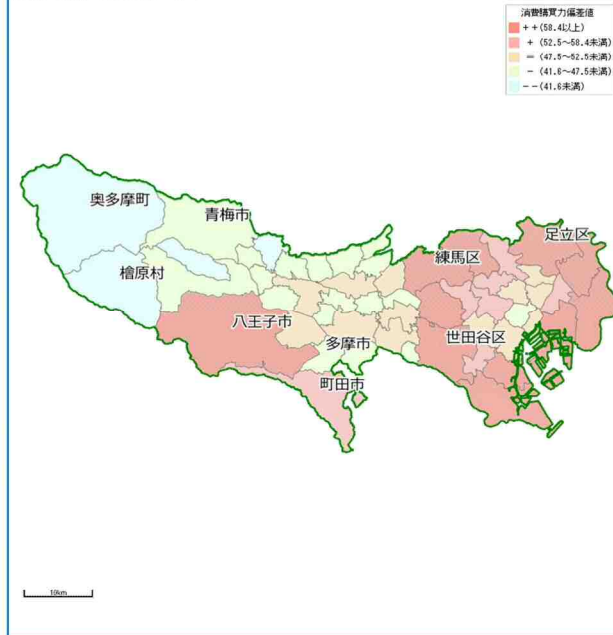 消費購買力偏差値
++(58.4以上)
+(52.5～58.4未満)
=(47.5～52.5未満)
-(41.6～47.5未満)
--(41.6未満)
奥多摩町
青梅市
足立区
練馬区
檜原村
八王子市
世田谷区
多摩市
町田市
10km